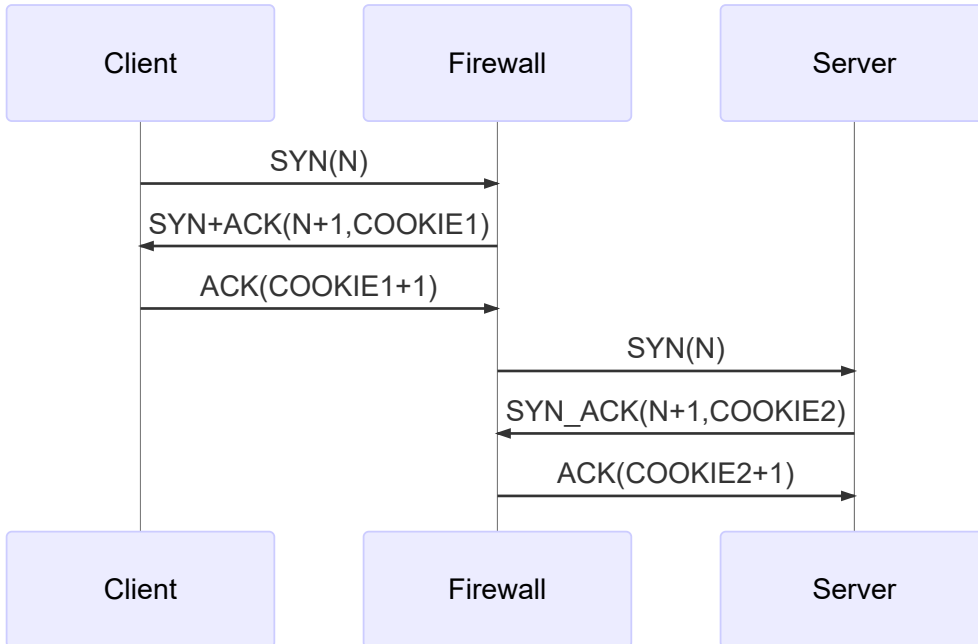 Client
Firewall
Server
SYN(N)
SYN+ACK(N+1,COOKIE1)
ACK(COOKIE1+1)
SYN(N)
SYN_ACK(N+1,COOKIE2)
ACK(COOKIE2+1)
Client
Firewall
Server